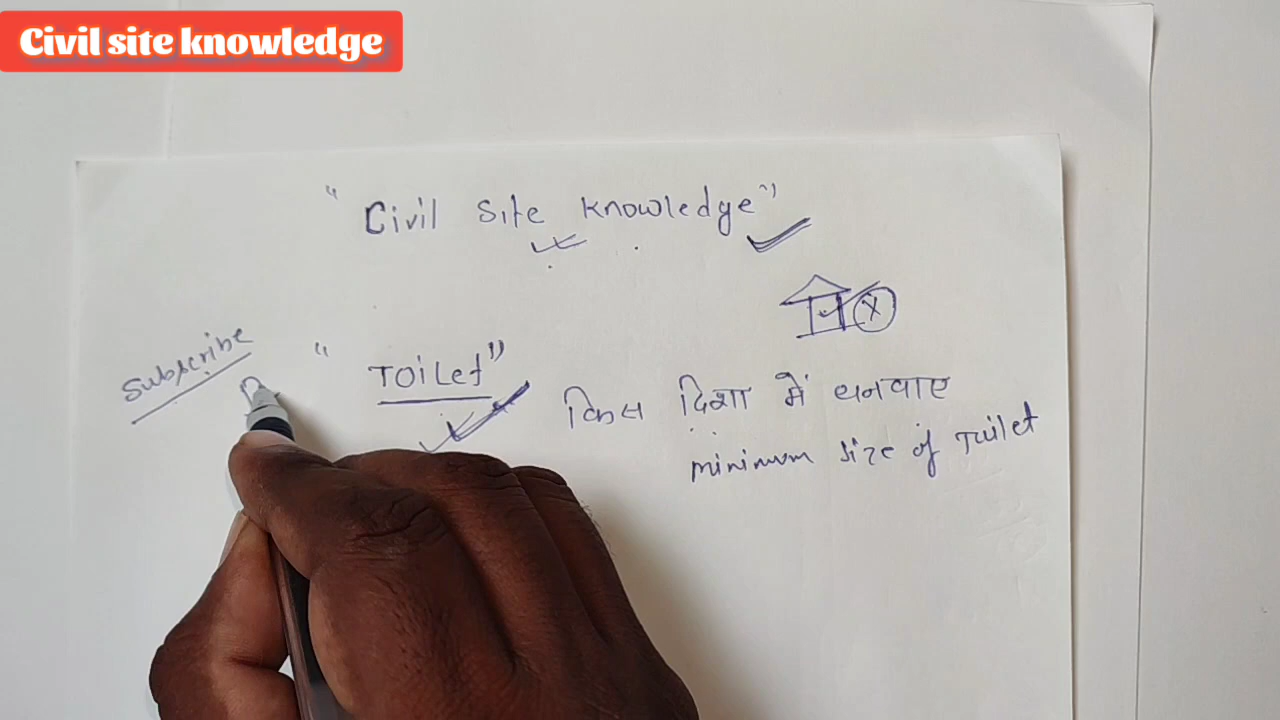 Civil site knowledge
"Civil Site Knowledge"
Subscribe
"TOILET"
किस दिशा में बनवाए
minimum size of Toilet